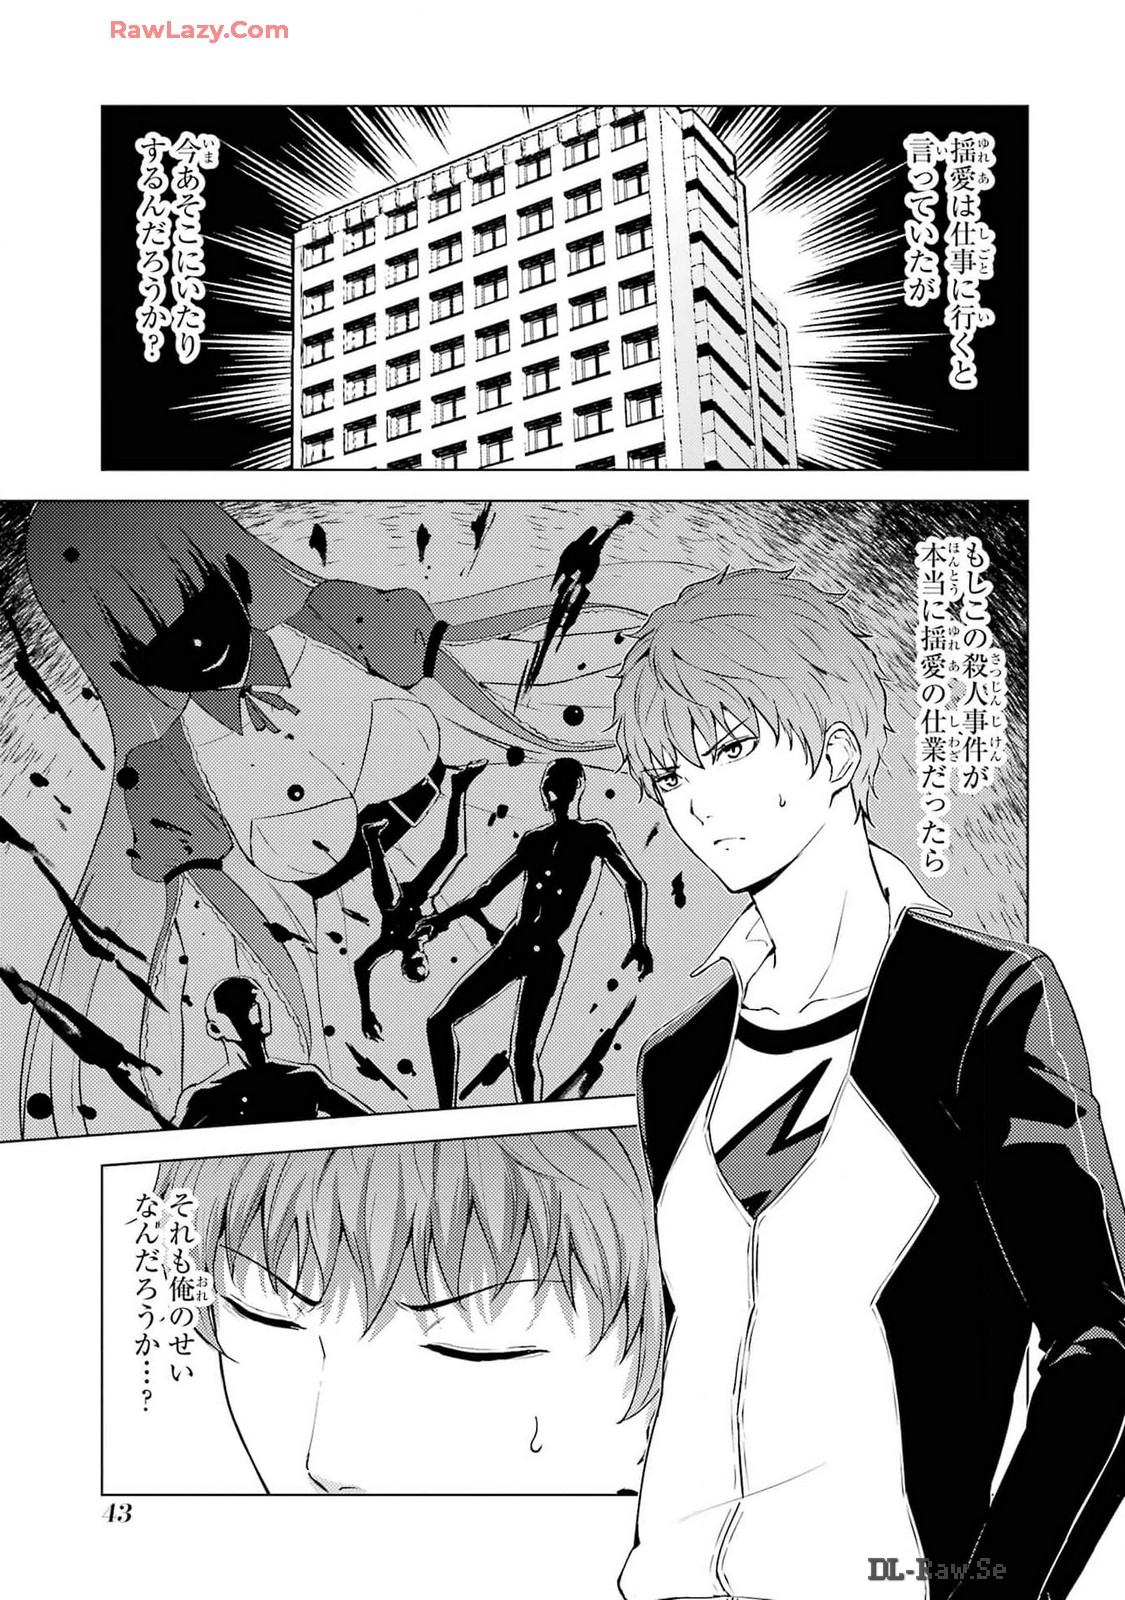 RawLazy.Com
揺愛は仕事に行くと
言っていたが
今あそこにいたり
するんだろうか?
もしこの殺人事件が
本当に揺愛の仕業だったら
それも俺のせい
なんだろうか…?
43
DL-Raw.Se